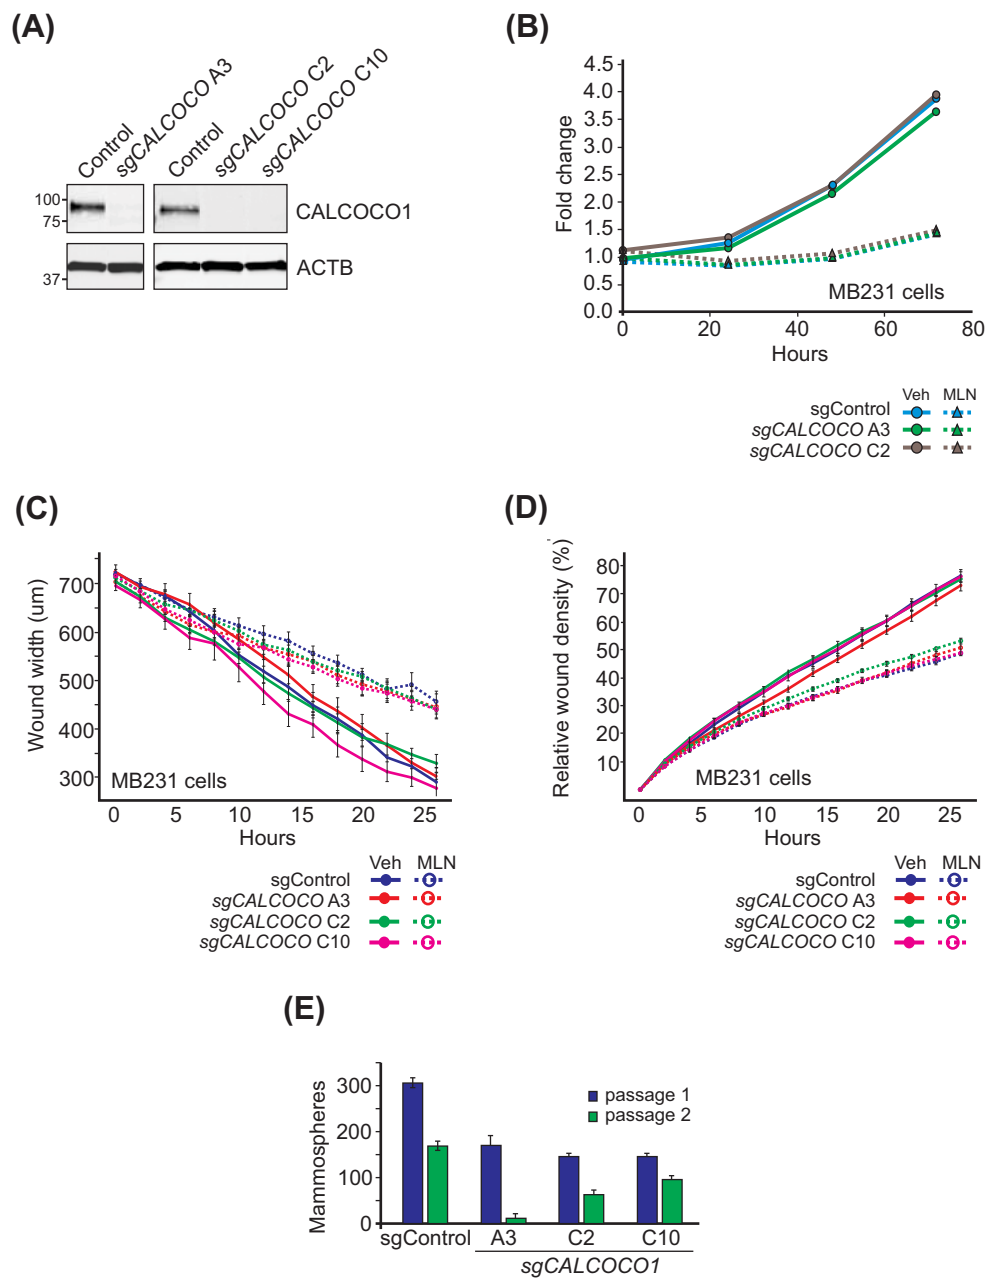 (A)
Control
sgCALCOCO A3
Control
sgCALCOCO C2
sgCALCOCO C10
100
75
CALCOCO1
37
ACTB
(B)
Fold change
4.5
4.0
3.5
3.0
2.5
2.0
1.5
1.0
0.5
0.0
MB231 cells
0 20 40 60 80
Hours
Veh MLN
sgControl
sgCALCOCO A3
sgCALCOCO C2
(C)
Wound width (um)
700
600
500
400
300
MB231 cells
0 5 10 15 20 25
Hours
Veh MLN
sgControl
sgCALCOCO A3
sgCALCOCO C2
sgCALCOCO C10
(D)
Relative wound density (%)
80
70
60
50
40
30
20
10
MB231 cells
0 5 10 15 20 25
Hours
Veh MLN
sgControl
sgCALCOCO A3
sgCALCOCO C2
sgCALCOCO C10
(E)
Mammospheres
300
200
100
0
passage 1
passage 2
sgControl A3 C2 C10
sgCALCOCO1